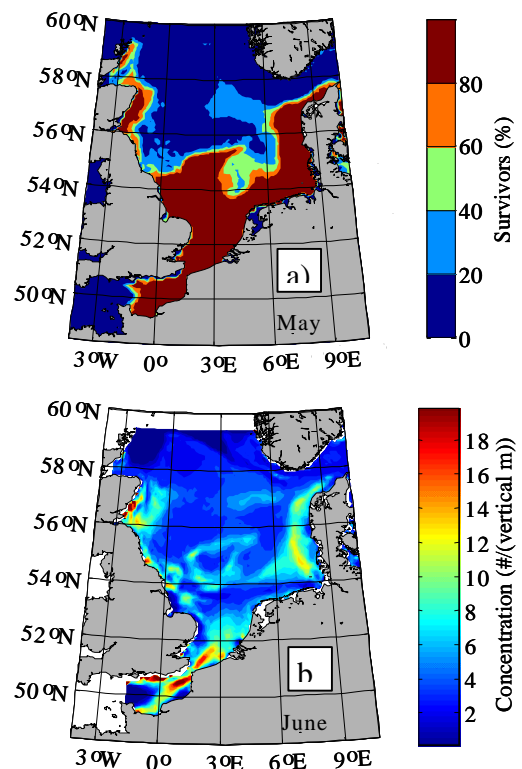 60°N
58°N
56°N
54°N
52°N
50°N
3°W
0°
3°E
6°E
9°E
a)
May
80
60
40
20
0
Survivors (%)
60°N
58°N
56°N
54°N
52°N
50°N
3°W
0°
3°E
6°E
9°E
b
June
18
16
14
12
10
8
6
4
2
Concentration (#/(vertical m))